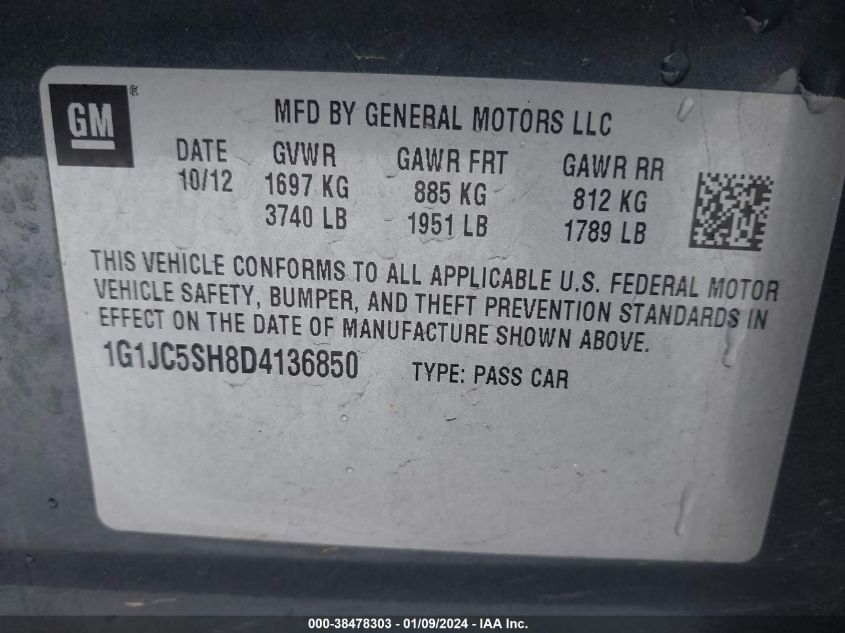 GM ®
MFD BY GENERAL MOTORS LLC
DATE GVWR GAWR FRT GAWR RR
10/12 1697 KG 885 KG 812 KG
3740 LB 1951 LB 1789 LB
THIS VEHICLE CONFORMS TO ALL APPLICABLE U.S. FEDERAL MOTOR
VEHICLE SAFETY, BUMPER, AND THEFT PREVENTION STANDARDS IN
EFFECT ON THE DATE OF MANUFACTURE SHOWN ABOVE.
1G1JC5SH8D4136850 TYPE: PASS CAR
000-38478303 - 01/09/2024 - IAA Inc.